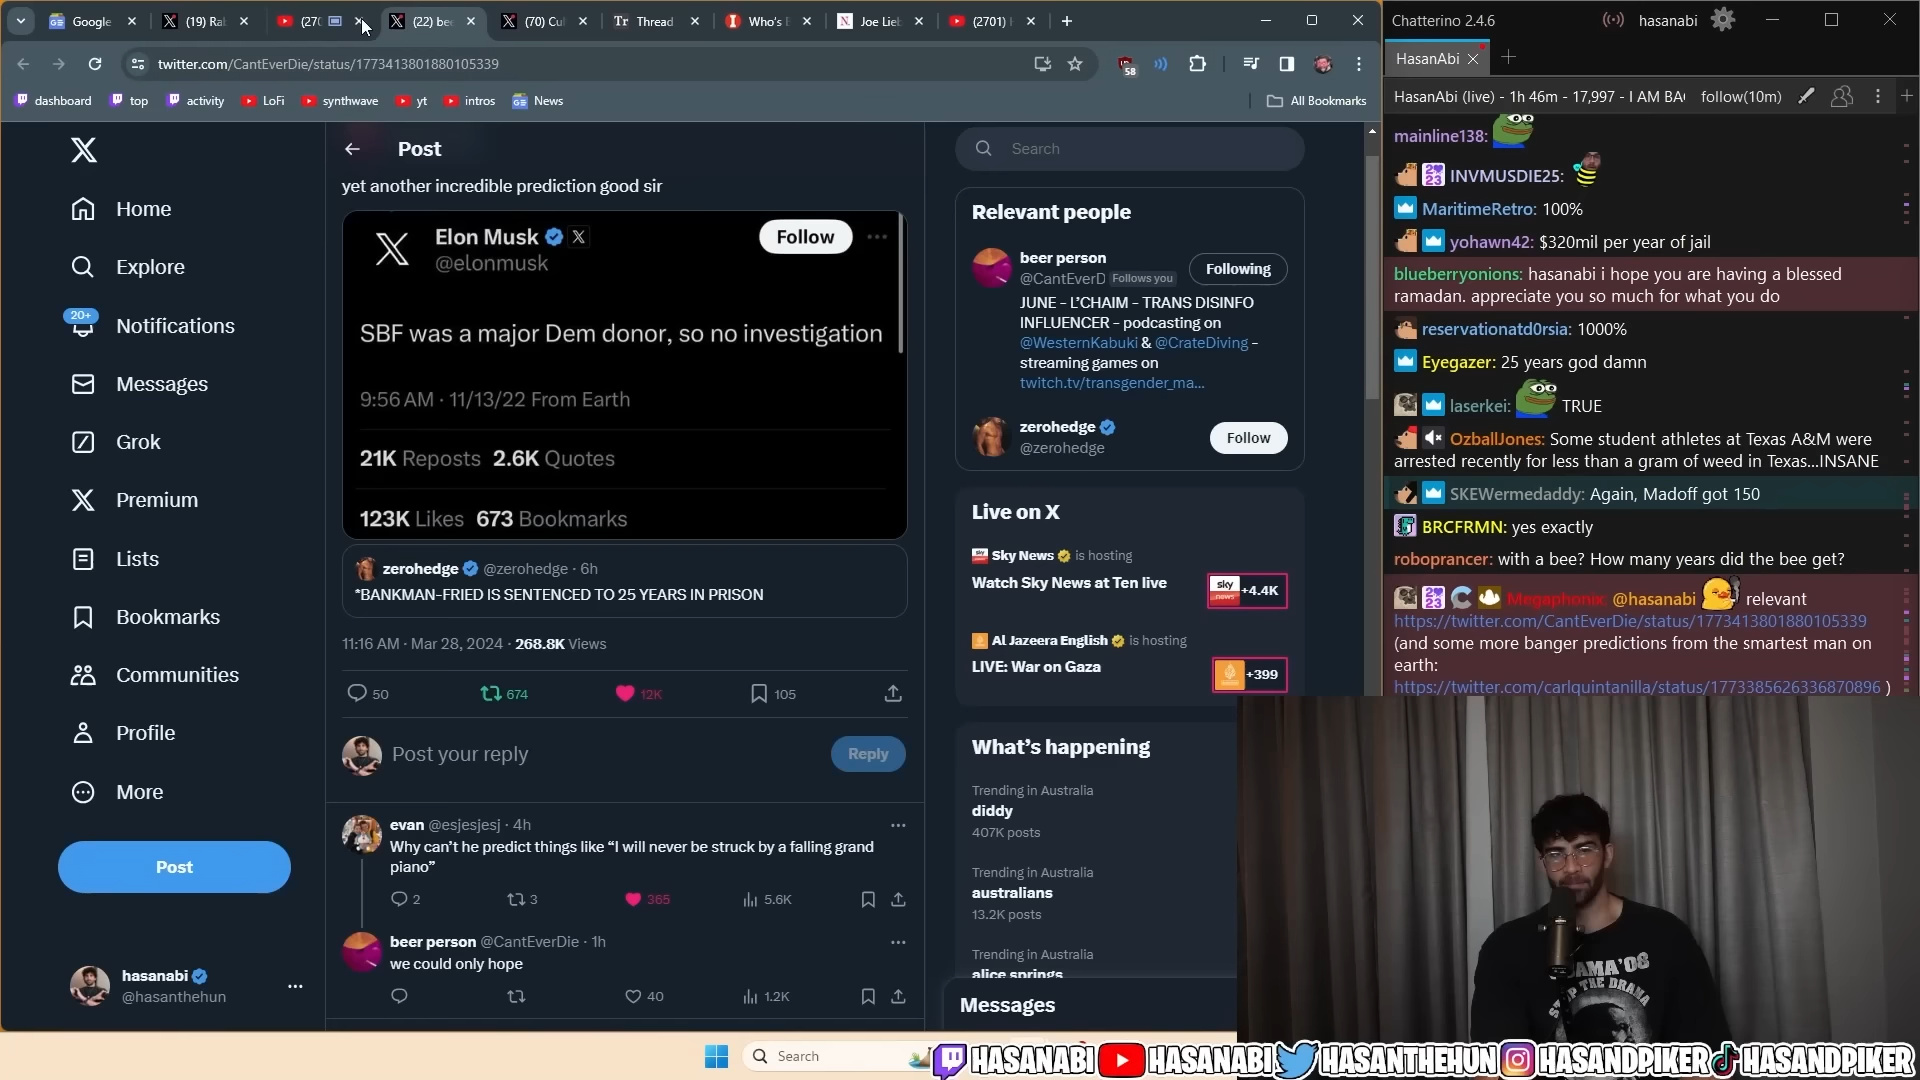 Google
(19) Ra
(270
(22) be
(70) Cu
Thread
Who's
Joe Lie
(2701)
twitter.com/CantEverDie/status/1773413801880105339
58
dashboard
top
activity
LoFi
synthwave
yt
intros
News
All Bookmarks
20+
Home
Explore
Notifications
Messages
Grok
Premium
Lists
Bookmarks
Communities
Profile
More
Post
hasanabi
@hasanthehun
Post
yet another incredible prediction good sir
Elon Musk
@elonmusk
Follow
SBF was a major Dem donor, so no investigation
9:56 AM · 11/13/22 From Earth
21K Reposts 2.6K Quotes
123K Likes 673 Bookmarks
zerohedge @zerohedge · 6h
*BANKMAN-FRIED IS SENTENCED TO 25 YEARS IN PRISON
11:16 AM · Mar 28, 2024 · 268.8K Views
50
674
12K
105
Post your reply
Reply
evan @esjesjesj · 4h
Why can't he predict things like “I will never be struck by a falling grand
piano”
2
3
365
5.6K
beer person @CantEverDie · 1h
we could only hope
40
1.2K
Search
Relevant people
beer person
@CantEverD Follows you
Following
JUNE - L'CHAIM - TRANS DISINFO
INFLUENCER - podcasting on
@WesternKabuki & @CrateDiving -
streaming games on
twitch.tv/transgender_ma...
zerohedge
@zerohedge
Follow
Live on X
Sky News is hosting
Watch Sky News at Ten live
sky news
+4.4K
Al Jazeera English is hosting
LIVE: War on Gaza
+399
What's happening
Trending in Australia
diddy
407K posts
Trending in Australia
australians
13.2K posts
Trending in Australia
alice springs
Messages
Chatterino 2.4.6
hasanabi
HasanAbi
HasanAbi (live) - 1h 46m - 17,997 - I AM BA
follow(10m)
mainline138:
INVMUSDIE25:
MaritimeRetro: 100%
yohawn42: $320mil per year of jail
blueberryonions: hasanabi i hope you are having a blessed
ramadan. appreciate you so much for what you do
reservationatd0rsia: 1000%
Eyegazer: 25 years god damn
laserkei: TRUE
OzballJones: Some student athletes at Texas A&M were
arrested recently for less than a gram of weed in Texas...INSANE
SKEWermedaddy: Again, Madoff got 150
BRCFRMN: yes exactly
roboprancer: with a bee? How many years did the bee get?
Megaphonix: @hasanabi relevant
https://twitter.com/CantEverDie/status/1773413801880105339
(and some more banger predictions from the smartest man on
earth:
https://twitter.com/carlquintanilla/status/1773385626336870896 )
AMA'08
THE DRAMA
Search
HASANABI
HASANABI
HASANTHEHUN
HASANDPIKER
HASANDPIKER